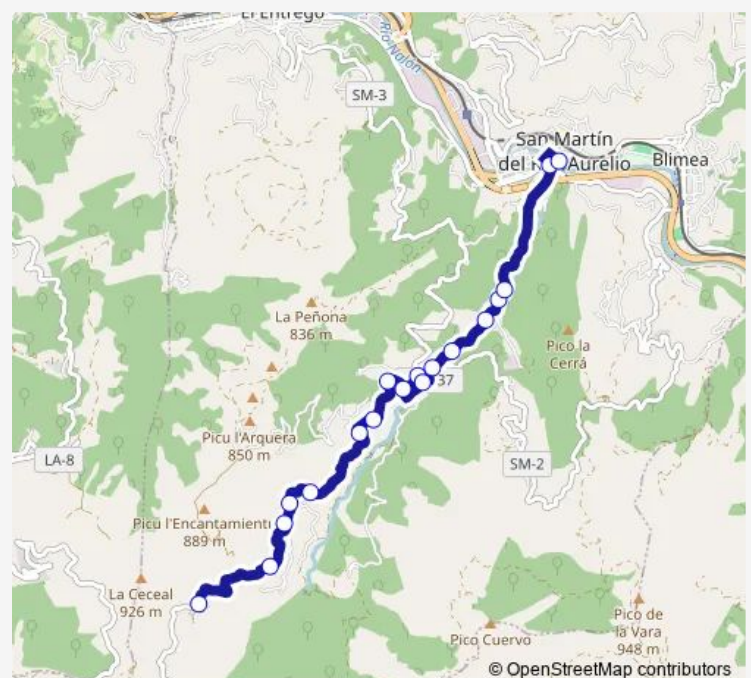 El Entrego
Río Nalón
SM-3
San Martín
del Aurelio
Blimea
La Peñona
836 m
Pico la
Cerrá
37
Picu l'Arquera
850 m
LA-8
SM-2
Picu l'Encantamient
889 m
La Ceceal
926 m
Pico de
la Vara
948 m
Pico Cuervo
© OpenStreetMap contributors